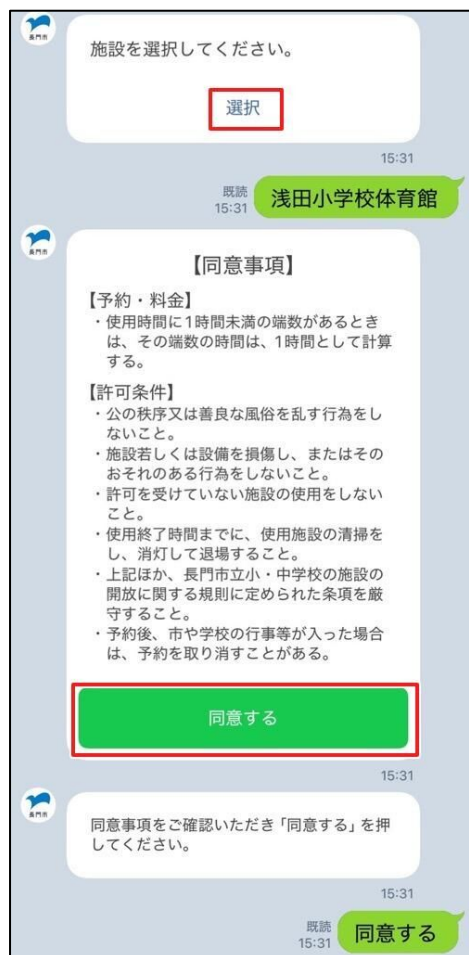 長門市
施設を選択してください。
選択
15:31
既読
15:31
浅田小学校体育館
長門市
【同意事項】
【予約・料金】
・使用時間に1時間未満の端数があるとき
は、その端数の時間は、1時間として計算
する。
【許可条件】
・公の秩序又は善良な風俗を乱す行為をし
ないこと。
・施設若しくは設備を損傷し、またはその
おそれのある行為をしないこと。
・許可を受けていない施設の使用をしない
こと。
・使用終了時間までに、使用施設の清掃を
し、消灯して退場すること。
・上記ほか、長門市立小・中学校の施設の
開放に関する規則に定められた条項を厳
守すること。
・予約後、市や学校の行事等が入った場合
は、予約を取り消すことがある。
同意する
15:31
長門市
同意事項をご確認いただき「同意する」を押
してください。
15:31
既読
15:31
同意する